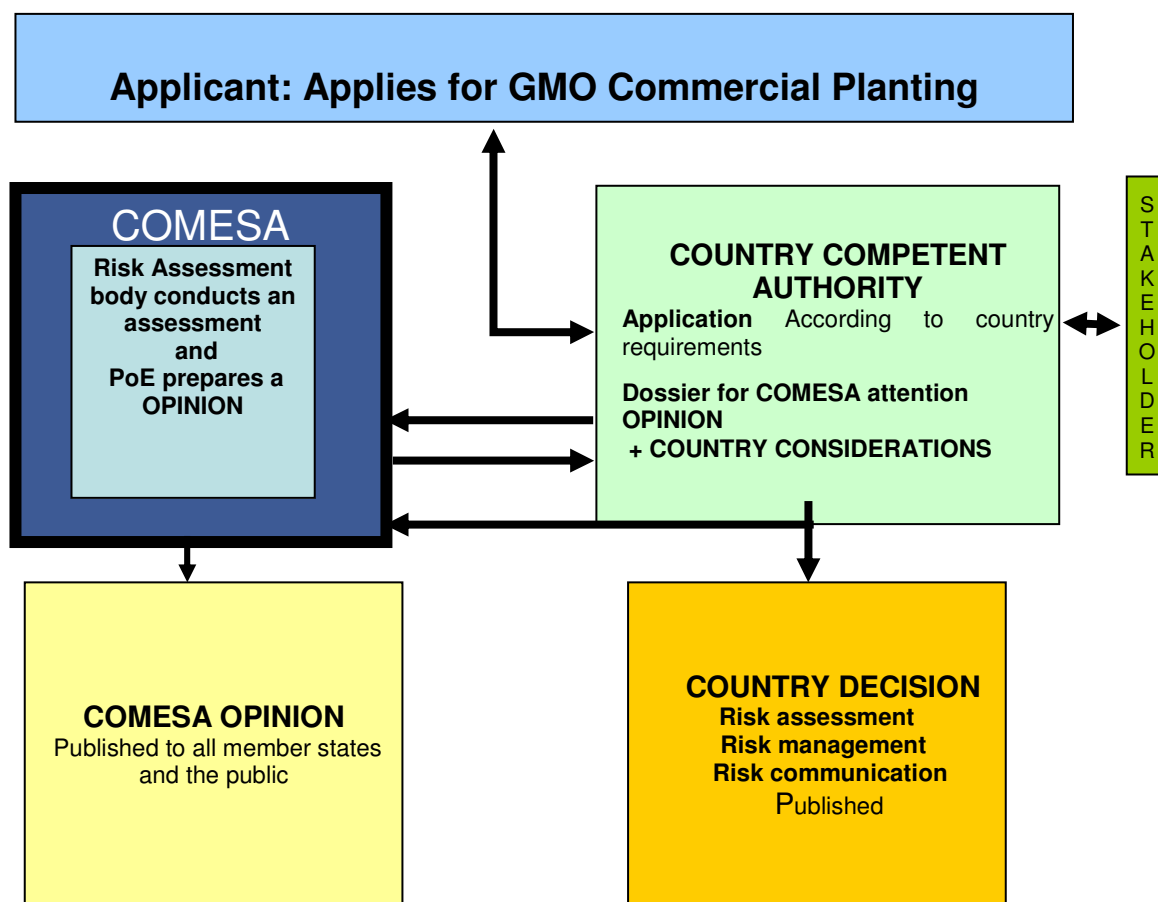 Applicant: Applies for GMO Commercial Planting
COMESA
Risk Assessment
body conducts an
assessment
and
PoE prepares a
OPINION
COUNTRY COMPETENT
AUTHORITY
Application According to country
requirements
Dossier for COMESA attention
OPINION
+ COUNTRY CONSIDERATIONS
S
T
A
K
E
H
O
L
D
E
R
COMESA OPINION
Published to all member states
and the public
COUNTRY DECISION
Risk assessment
Risk management
Risk communication
Published